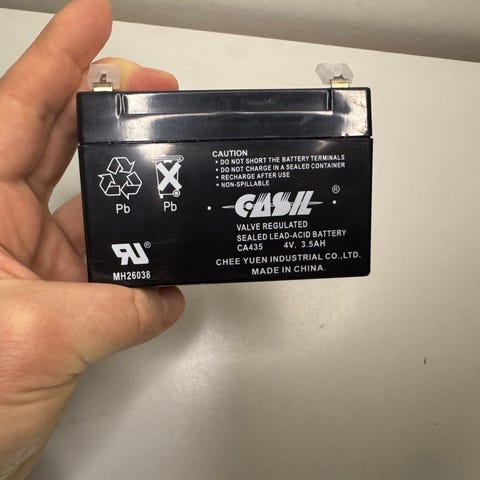 CAUTION
• DO NOT SHORT THE BATTERY TERMINALS
• DO NOT CHARGE IN A SEALED CONTAINER
• RECHARGE AFTER USE
• NON-SPILLABLE
Pb
Pb
• CASIL • ®
VALVE REGULATED
SEALED LEAD-ACID BATTERY
CA435 4V, 3.5AH
RU®
MH26038
CHEE YUEN INDUSTRIAL CO.,LTD.
MADE IN CHINA